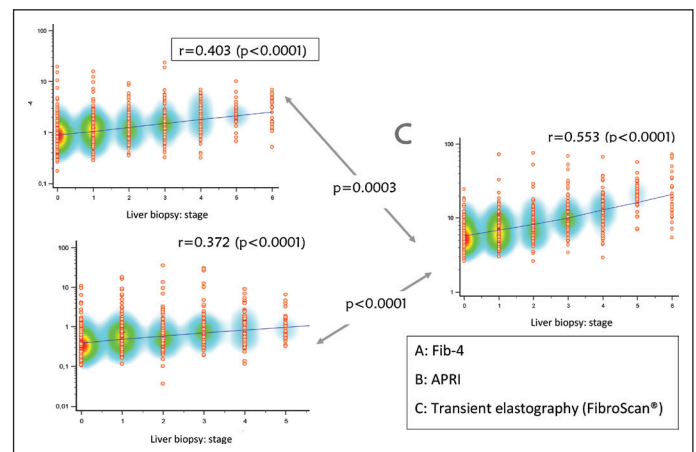 r=0.403 (p<0.0001)
100
10
1
0,1
0 1 2 3 4 5 6
Liver biopsy: stage
p=0.0003
C
r=0.553 (p<0.0001)
100
10
1
0 1 2 3 4 5 6
Liver biopsy: stage
r=0.372 (p<0.0001)
100
10
1
0,1
0,01
0 1 2 3 4 5
Liver biopsy: stage
p<0.0001
A: Fib-4
B: APRI
C: Transient elastography (FibroScan®)